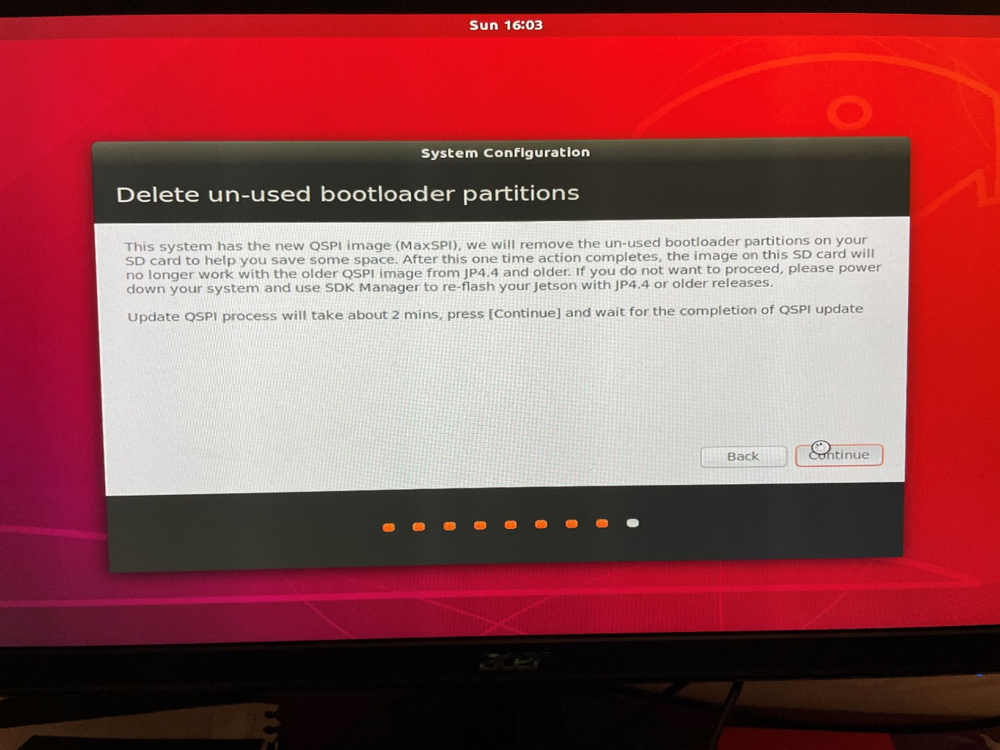 Sun 16:03
System Configuration
Delete un-used bootloader partitions
This system has the new QSPI image (MaxSPI), we will remove the un-used bootloader partitions on your
SD card to help you save some space. After this one time action completes, the image on this SD card will
no longer work with the older QSPI image from JP4.4 and older. If you do not want to proceed, please power
down your system and use SDK Manager to re-flash your Jetson with JP4.4 or older releases.
Update QSPI process will take about 2 mins, press [Continue] and wait for the completion of QSPI update
Back
Continue
acer